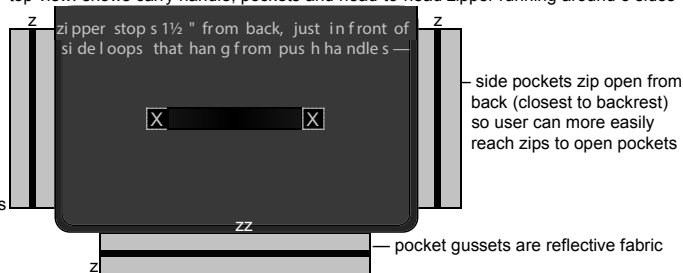 top view shows carry handle, pockets and head to head zipper running around 3 sides
z
z
zipper stops 1½ " from back, just in front of
side loops that hang from push handles —
X
X
— side pockets zip open from
back (closest to backrest)
so user can more easily
reach zips to open pockets
s
zz
— pocket gussets are reflective fabric
z